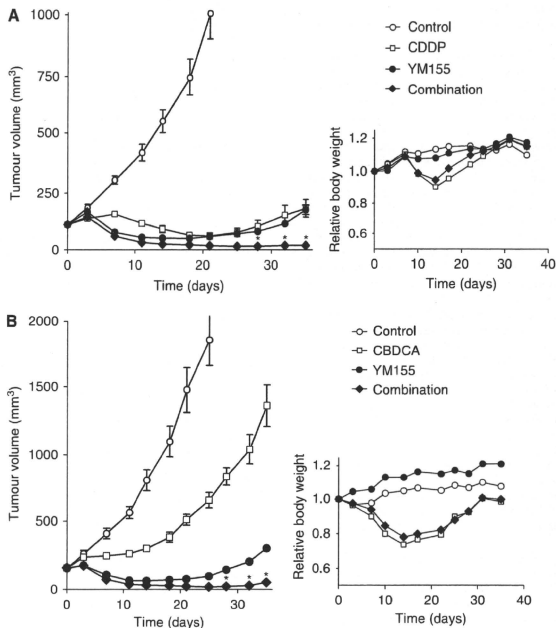 A
Tumour volume (mm³)
1000
750
500
250
0
0 10 20 30
* * *
Time (days)
Control
CDDP
YM155
Combination
Relative body weight
1.2
1.0
0.8
0.6
0 10 20 30 40
Time (days)
B
Tumour volume (mm³)
2000
1500
1000
500
0
0 10 20 30
* * *
Time (days)
Control
CBDCA
YM155
Combination
Relative body weight
1.2
1.0
0.8
0.6
0 10 20 30 40
Time (days)